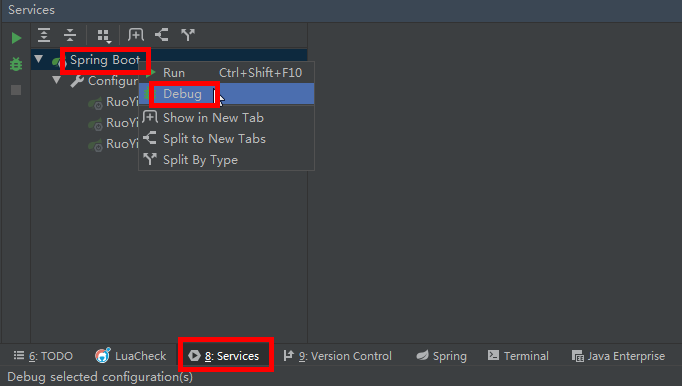 Services
Spring Boot
Run Ctrl+Shift+F10
Configur
Debug
RuoYi
Show in New Tab
RuoYi
Split to New Tabs
RuoYi
Split By Type
6: TODO LuaCheck 8: Services 9: Version Control Spring Terminal Java Enterprise
Debug selected configuration(s)